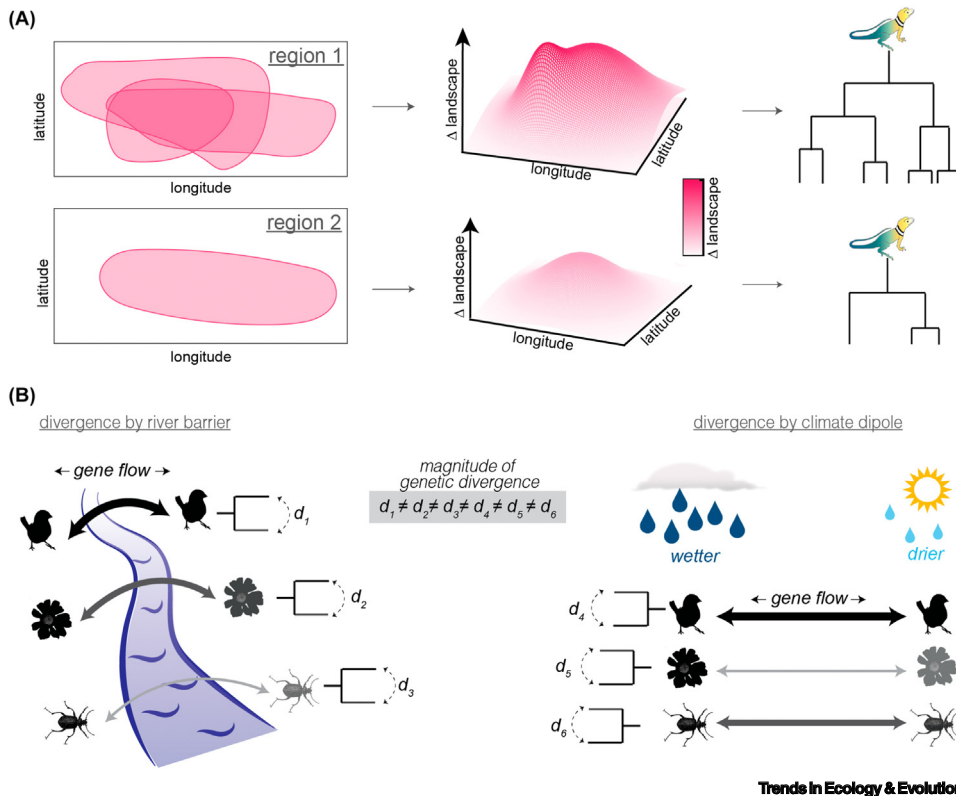 (A)
region 1
latitude
longitude
Δ landscape
longitude
latitude
region 2
latitude
longitude
Δ landscape
longitude
latitude
Δ landscape
(B)
divergence by river barrier
gene flow
d1
d2
d3
magnitude of
genetic divergence
d1 ≠ d2 ≠ d3 ≠ d4 ≠ d5 ≠ d6
divergence by climate dipole
wetter
drier
d4
gene flow
d5
d6
Trends in Ecology & Evolution